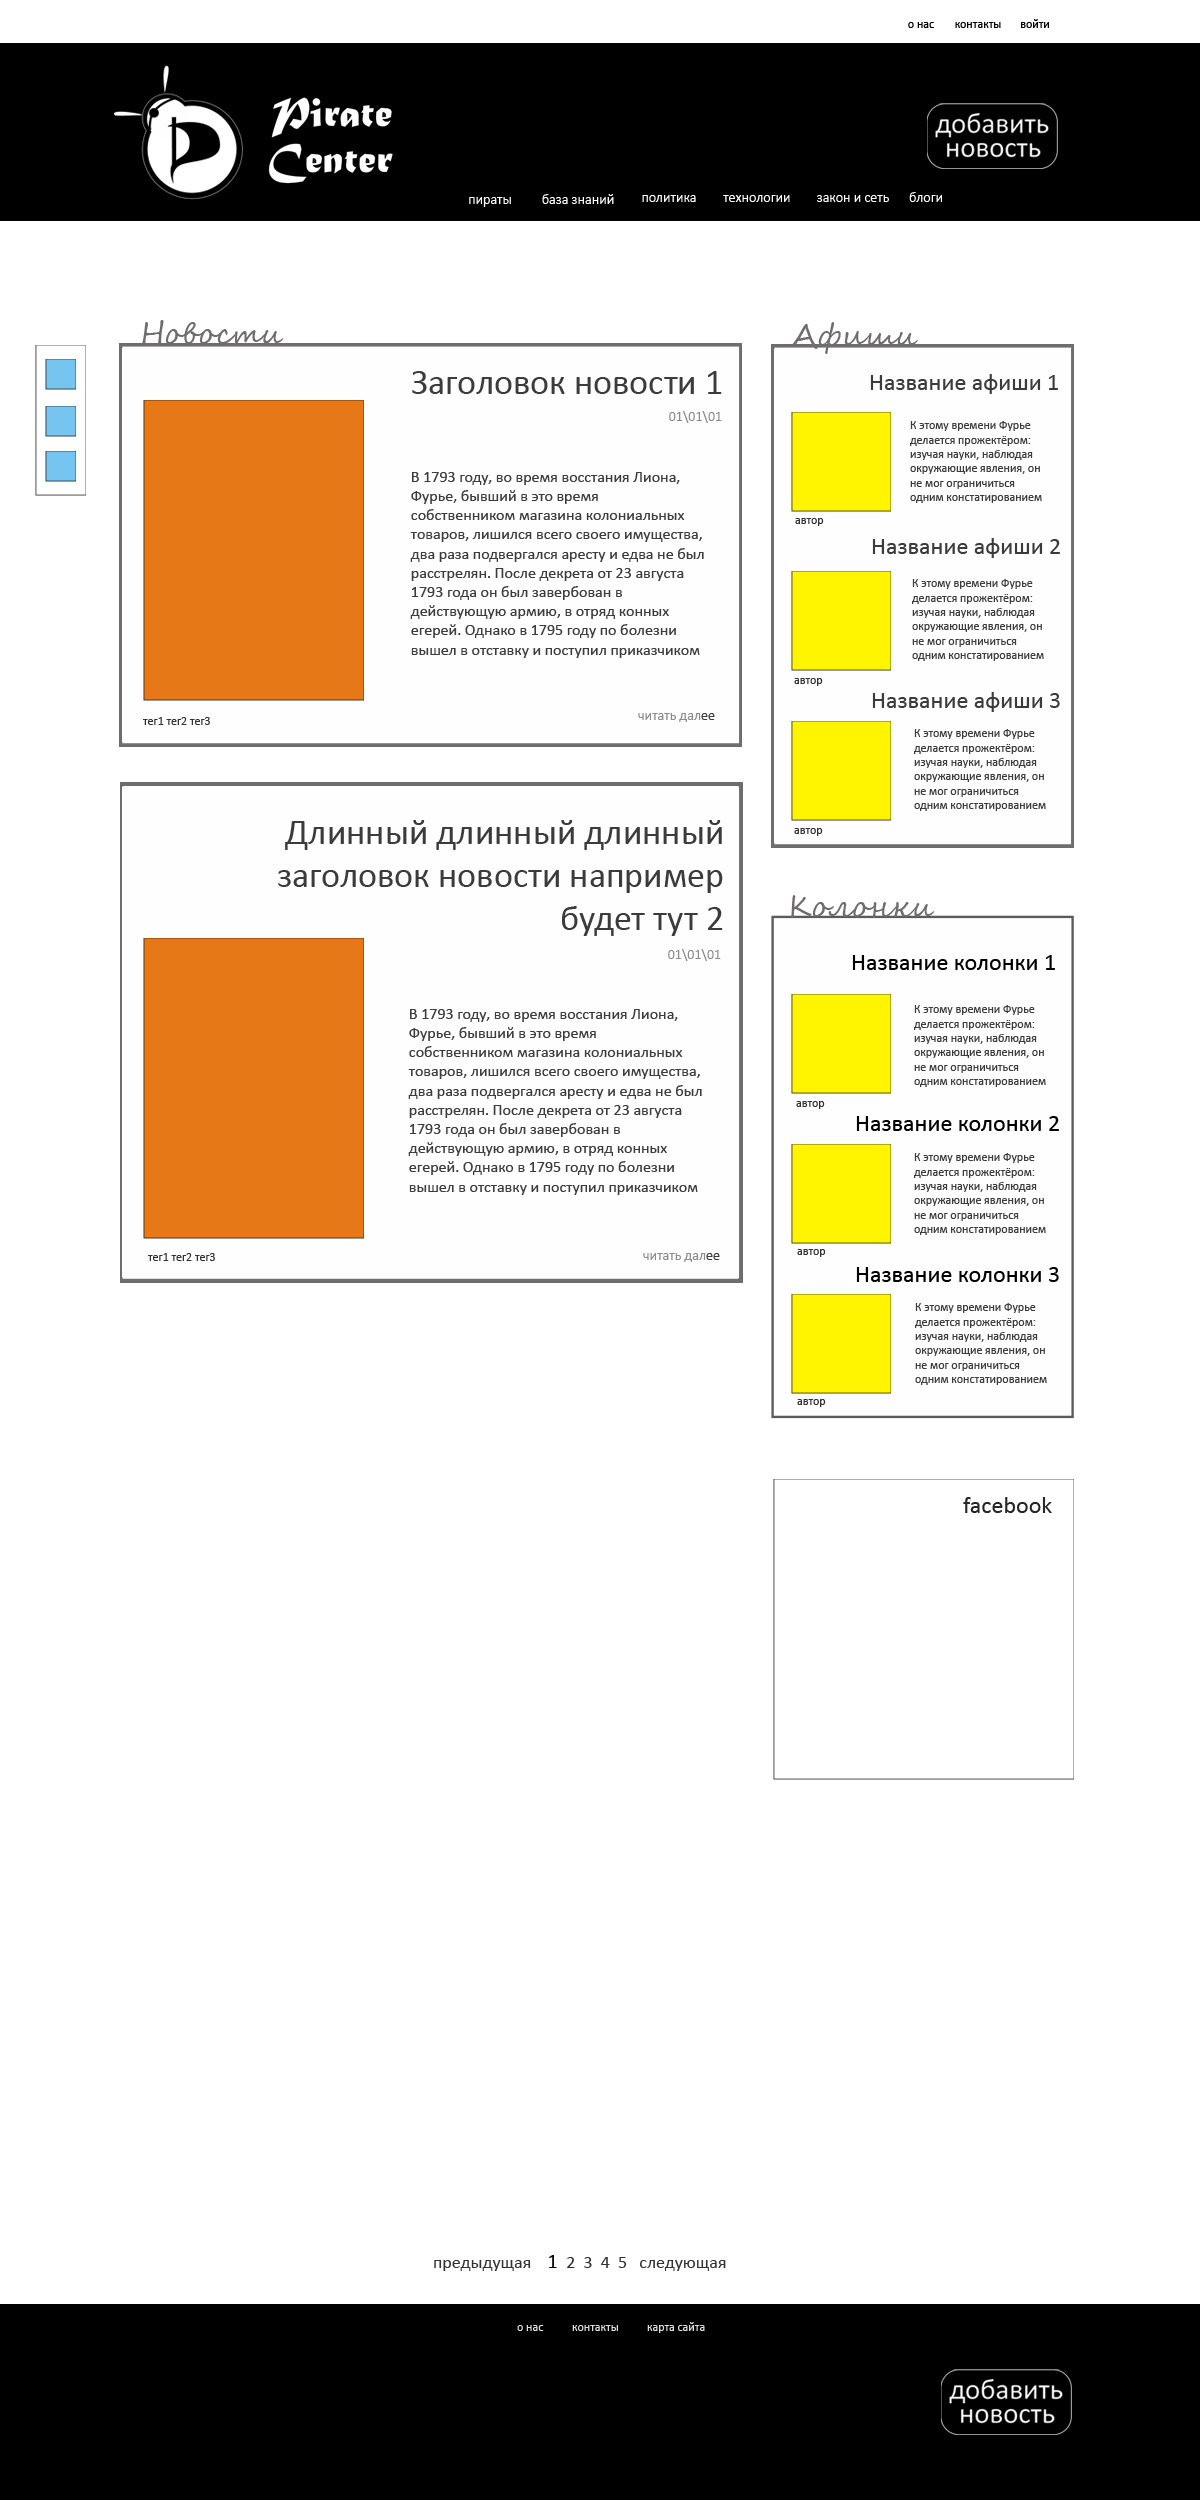 о нас контакты войти
Pirate
Center
добавить
новость
пираты база знаний политика технологии закон и сеть блоги
Новости
Заголовок новости 1
01\01\01
В 1793 году, во время восстания Лиона,
Фурье, бывший в это время
собственником магазина колониальных
товаров, лишился всего своего имущества,
два раза подвергался аресту и едва не был
расстрелян. После декрета от 23 августа
1793 года он был завербован в
действующую армию, в отряд конных
егерей. Однако в 1795 году по болезни
вышел в отставку и поступил приказчиком
тег1 тег2 тег3
читать далее
Длинный длинный длинный
заголовок новости например
будет тут 2
01\01\01
В 1793 году, во время восстания Лиона,
Фурье, бывший в это время
собственником магазина колониальных
товаров, лишился всего своего имущества,
два раза подвергался аресту и едва не был
расстрелян. После декрета от 23 августа
1793 года он был завербован в
действующую армию, в отряд конных
егерей. Однако в 1795 году по болезни
вышел в отставку и поступил приказчиком
тег1 тег2 тег3
читать далее
Афиши
Название афиши 1
К этому времени Фурье
делается прожектёром:
изучая науки, наблюдая
окружающие явления, он
не мог ограничиться
одним констатированием
автор
Название афиши 2
К этому времени Фурье
делается прожектёром:
изучая науки, наблюдая
окружающие явления, он
не мог ограничиться
одним констатированием
автор
Название афиши 3
К этому времени Фурье
делается прожектёром:
изучая науки, наблюдая
окружающие явления, он
не мог ограничиться
одним констатированием
автор
Колонки
Название колонки 1
К этому времени Фурье
делается прожектёром:
изучая науки, наблюдая
окружающие явления, он
не мог ограничиться
одним констатированием
автор
Название колонки 2
К этому времени Фурье
делается прожектёром:
изучая науки, наблюдая
окружающие явления, он
не мог ограничиться
одним констатированием
автор
Название колонки 3
К этому времени Фурье
делается прожектёром:
изучая науки, наблюдая
окружающие явления, он
не мог ограничиться
одним констатированием
автор
facebook
предыдущая 1 2 3 4 5 следующая
о нас контакты карта сайта
добавить
новость